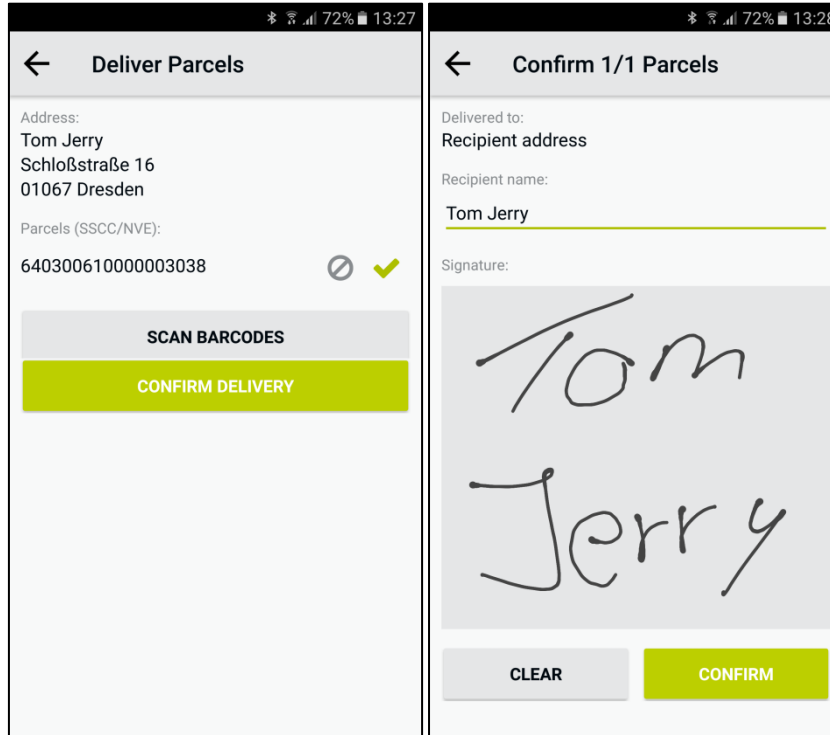 72% 13:27
Deliver Parcels
Address:
Tom Jerry
Schloßstraße 16
01067 Dresden
Parcels (SSCC/NVE):
640300610000003038
SCAN BARCODES
CONFIRM DELIVERY
72% 13:28
Confirm 1/1 Parcels
Delivered to:
Recipient address
Recipient name:
Tom Jerry
Signature:
Tom
Jerry
CLEAR
CONFIRM